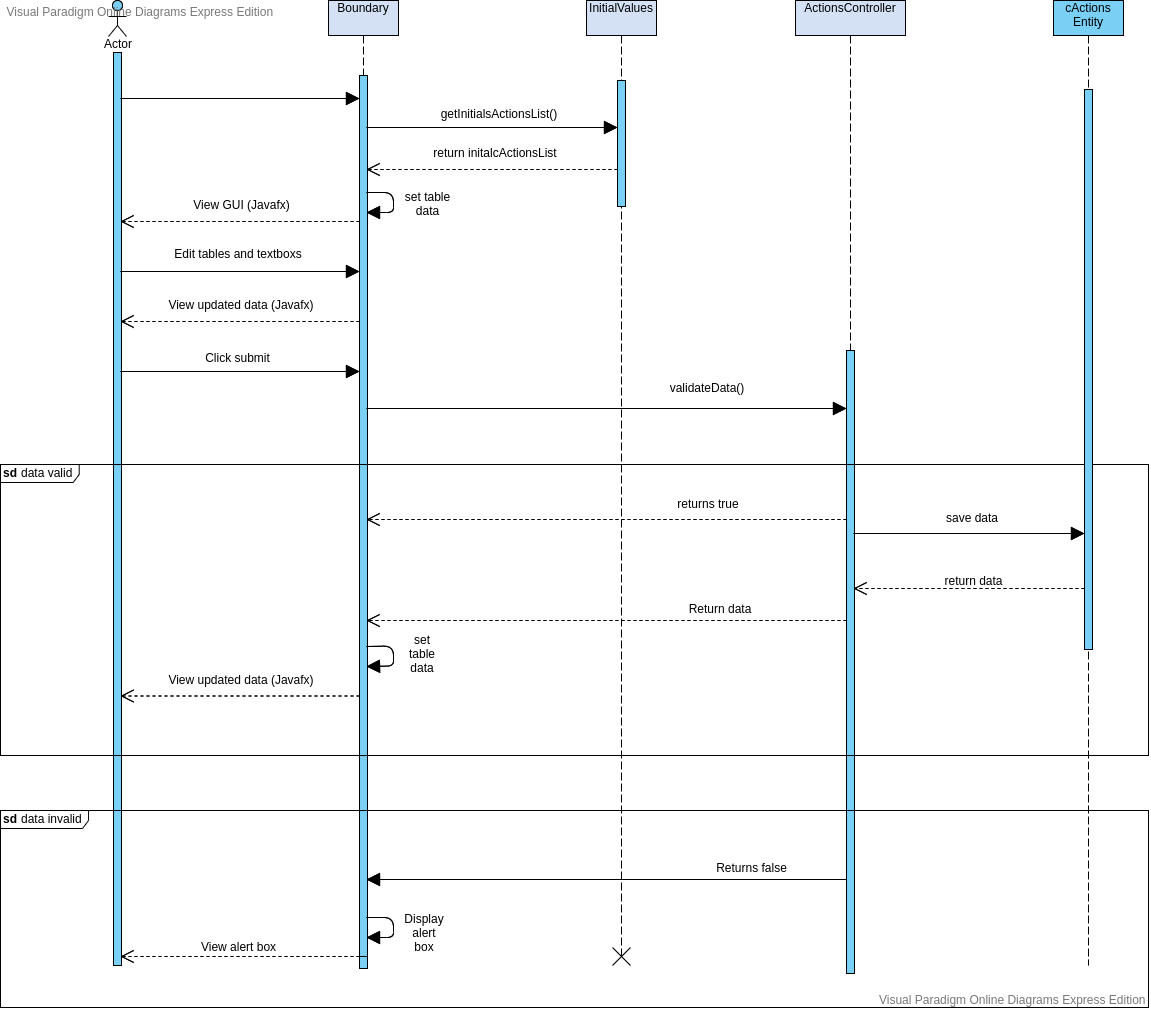 Visual Paradigm Online Diagrams Express Edition
Actor
Boundary
InitialValues
ActionsController
cActions
Entity
getInitialsActionsList()
return initalcActionsList
set table
data
View GUI (Javafx)
Edit tables and textboxs
View updated data (Javafx)
Click submit
validateData()
sd data valid
returns true
save data
return data
Return data
set
table
data
View updated data (Javafx)
sd data invalid
Returns false
Display
alert
box
View alert box
Visual Paradigm Online Diagrams Express Edition